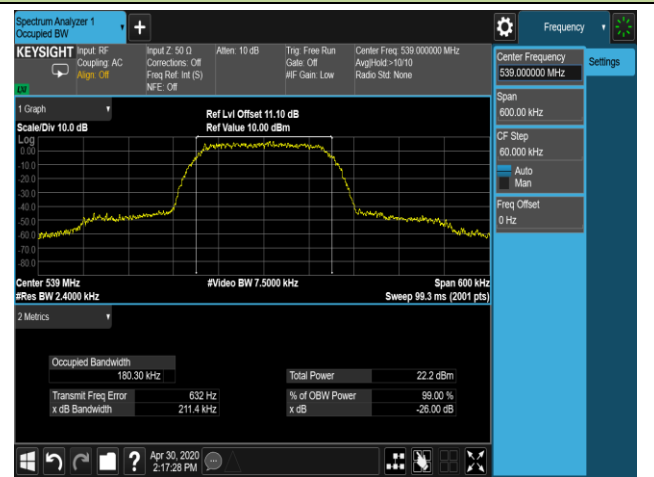 Spectrum Analyzer 1
Occupied BW
+
Frequency
KEYSIGHT
Input: RF
Coupling: AC
Align: Off
Input Z: 50 Ω
Corrections: Off
Freq Ref: Int (S)
NFE: Off
Atten: 10 dB
Trig: Free Run
Gate: Off
#IF Gain: Low
Center Freq: 539.000000 MHz
Avg|Hold:>10/10
Radio Std: None
LU
Center Frequency
539.000000 MHz
Settings
Span
600.00 kHz
CF Step
60.000 kHz
Auto
Man
Freq Offset
0 Hz
1 Graph
Scale/Div 10.0 dB
Ref Lvl Offset 11.10 dB
Ref Value 10.00 dBm
Log
0.00
-10.0
-20.0
-30.0
-40.0
-50.0
-60.0
-70.0
-80.0
Center 539 MHz
#Video BW 7.5000 kHz
Span 600 kHz
#Res BW 2.4000 kHz
Sweep 99.3 ms (2001 pts)
2 Metrics
Occupied Bandwidth
180.30 kHz
Total Power 22.2 dBm
Transmit Freq Error 632 Hz
% of OBW Power 99.00 %
x dB Bandwidth 211.4 kHz
x dB -26.00 dB
?
Apr 30, 2020
2:17:28 PM